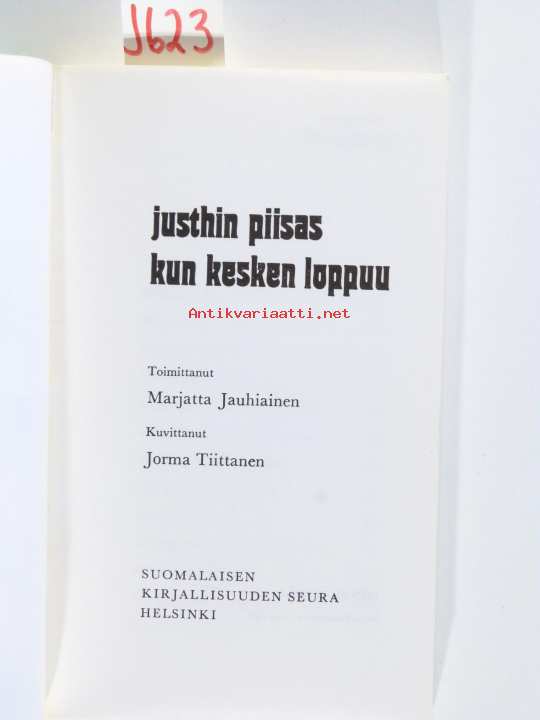 J623
justhin piisas
kun kesken loppuu
Antikvariaatti.net
Toimittanut
Marjatta Jauhiainen
Kuvittanut
Jorma Tiittanen
SUOMALAISEN
KIRJALLISUUDEN SEURA
HELSINKI